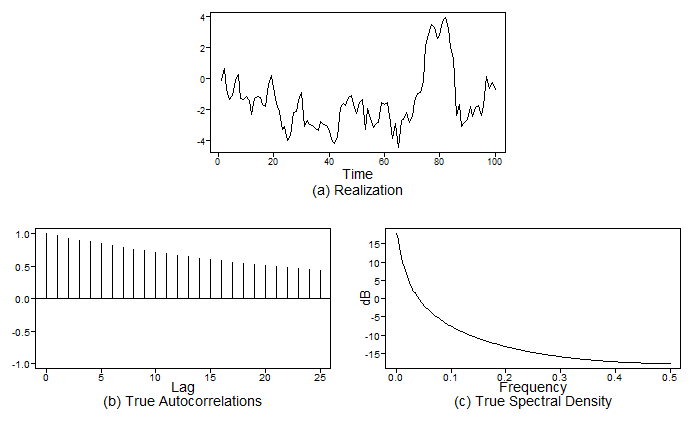 4
2
0
-2
-4
0 20 40 60 80 100
Time
(a) Realization
1.0
0.5
0.0
-0.5
-1.0
0 5 10 15 20 25
Lag
(b) True Autocorrelations
15
10
5
0
-5
-10
-15
dB
0.0 0.1 0.2 0.3 0.4 0.5
Frequency
(c) True Spectral Density